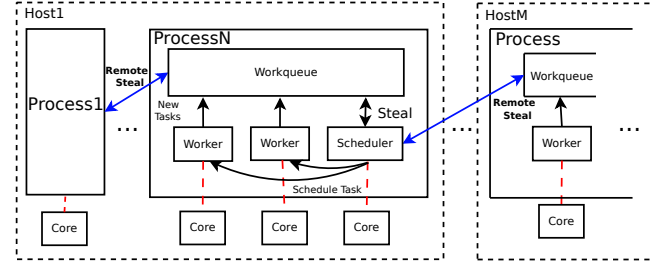 Host1
HostM
ProcessN
Process
Remote
Steal
Workqueue
Workqueue
Process1
New
Tasks
Steal
Remote
Steal
...
...
...
Worker
Worker
Scheduler
Worker
Schedule Task
Core
Core
Core
Core
Core